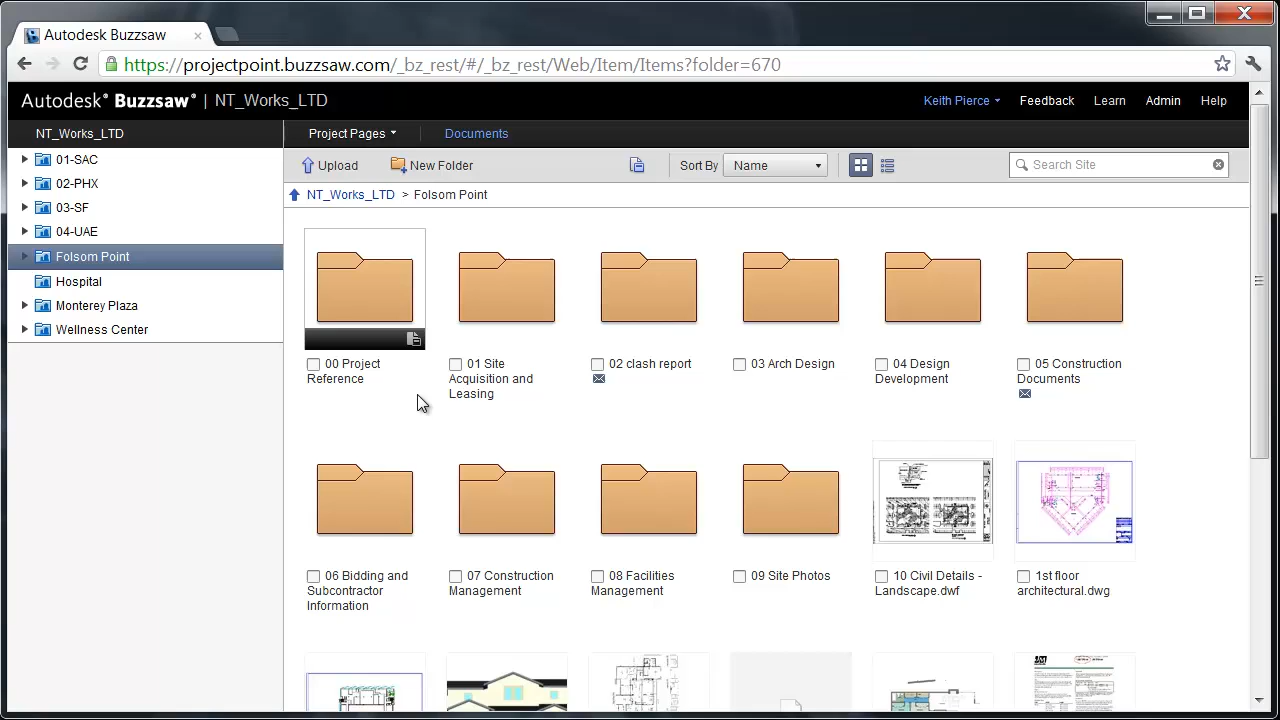 Autodesk Buzzsaw
https://projectpoint.buzzsaw.com/_bz_rest/#/_bz_rest/Web/Item/Items?folder=670
Autodesk® Buzzsaw® | NT_Works_LTD
Keith Pierce
Feedback
Learn
Admin
Help
NT_Works_LTD
Project Pages
Documents
01-SAC
02-PHX
03-SF
04-UAE
Folsom Point
Hospital
Monterey Plaza
Wellness Center
Upload
New Folder
Sort By
Name
Search Site
NT_Works_LTD > Folsom Point
00 Project
Reference
01 Site
Acquisition and
Leasing
02 clash report
03 Arch Design
04 Design
Development
05 Construction
Documents
06 Bidding and
Subcontractor
Information
07 Construction
Management
08 Facilities
Management
09 Site Photos
10 Civil Details -
Landscape.dwf
1st floor
architectural.dwg